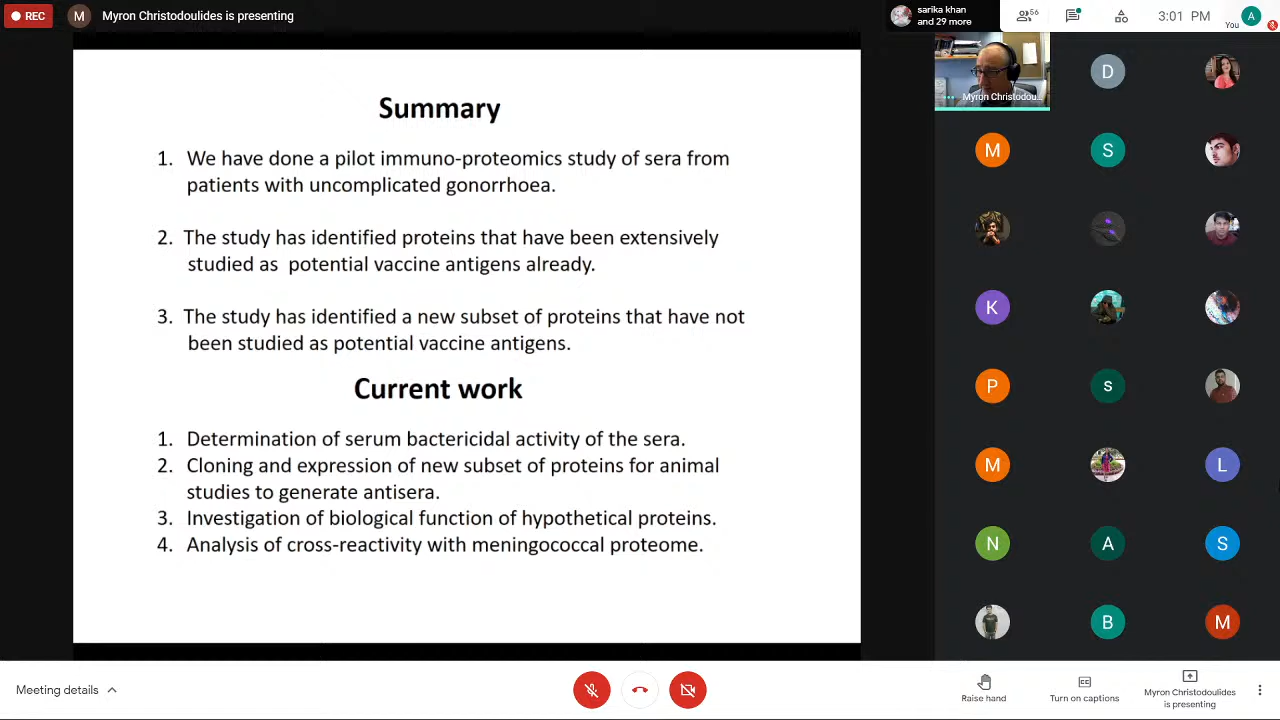 REC
M
Myron Christodoulides is presenting
sarika khan
and 29 more
56
3:01 PM
You
A
Summary
1. We have done a pilot immuno-proteomics study of sera from
patients with uncomplicated gonorrhoea.
2. The study has identified proteins that have been extensively
studied as potential vaccine antigens already.
3. The study has identified a new subset of proteins that have not
been studied as potential vaccine antigens.
Current work
1. Determination of serum bactericidal activity of the sera.
2. Cloning and expression of new subset of proteins for animal
studies to generate antisera.
3. Investigation of biological function of hypothetical proteins.
4. Analysis of cross-reactivity with meningococcal proteome.
Myron Christodou...
D
M
S
K
P
s
M
L
N
A
S
B
M
Meeting details
Raise hand
Turn on captions
Myron Christodoulides
is presenting